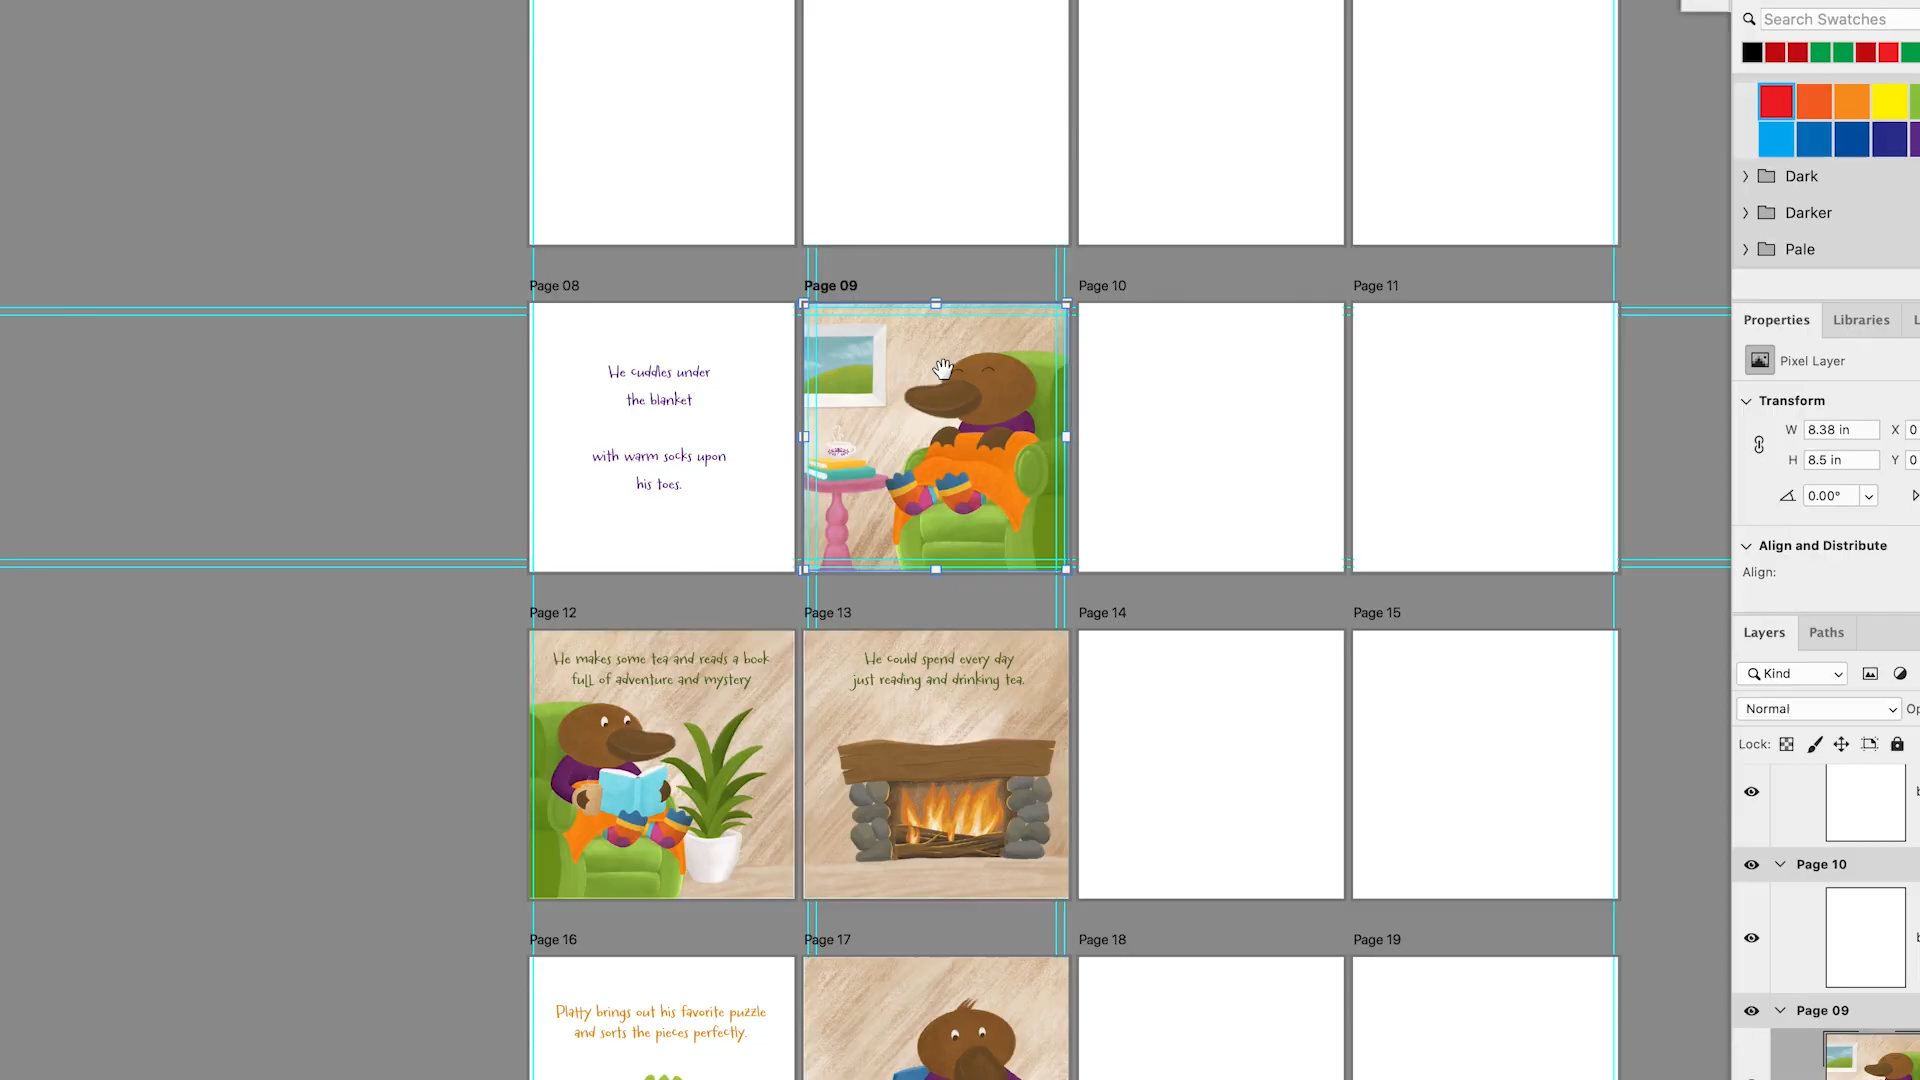 Search Swatches
Dark
Darker
Pale
Page 08
Page 09
Page 10
Page 11
He cuddles under
the blanket
with warm socks upon
his toes.
Properties
Libraries
L
Pixel Layer
Transform
W 8.38 in X 0
H 8.5 in Y 0
0.00°
Align and Distribute
Align:
Page 12
Page 13
Page 14
Page 15
He makes some tea and reads a book
full of adventure and mystery
He could spend every day
just reading and drinking tea.
Layers
Paths
Kind
Normal
Op
Lock:
Page 10
Page 09
Page 16
Page 17
Page 18
Page 19
Platty brings out his favorite puzzle
and sorts the pieces perfectly.